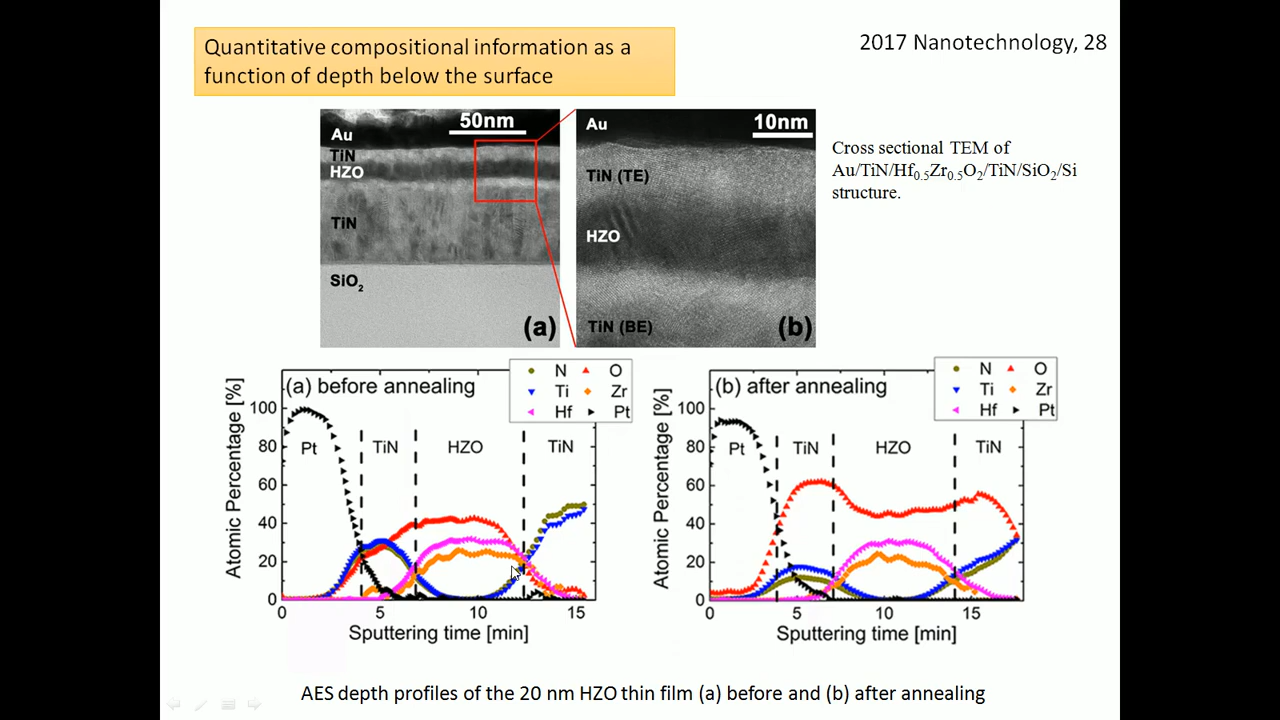 Quantitative compositional information as a
function of depth below the surface
2017 Nanotechnology, 28
50nm
Au
TiN
HZO
TiN
SiO2
(a)
10nm
Au
TiN (TE)
HZO
TiN (BE)
(b)
Cross sectional TEM of
Au/TiN/Hf0.5Zr0.5O2/TiN/SiO2/Si
structure.
(a) before annealing
N O
Ti Zr
Hf Pt
Pt TiN HZO TiN
Atomic Percentage [%]
100
80
60
40
20
0
0 5 10 15
Sputtering time [min]
(b) after annealing
N O
Ti Zr
Hf Pt
Pt TiN HZO TiN
Atomic Percentage [%]
100
80
60
40
20
0
0 5 10 15
Sputtering time [min]
AES depth profiles of the 20 nm HZO thin film (a) before and (b) after annealing